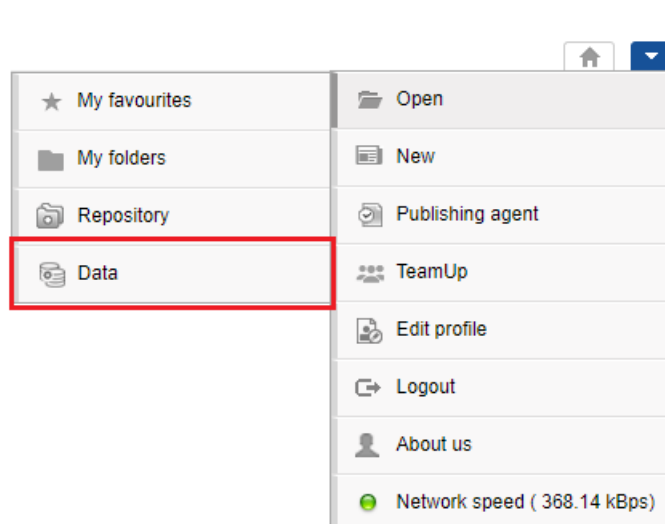 My favourites
My folders
Repository
Data
Open
New
Publishing agent
TeamUp
Edit profile
Logout
About us
Network speed ( 368.14 kBps)